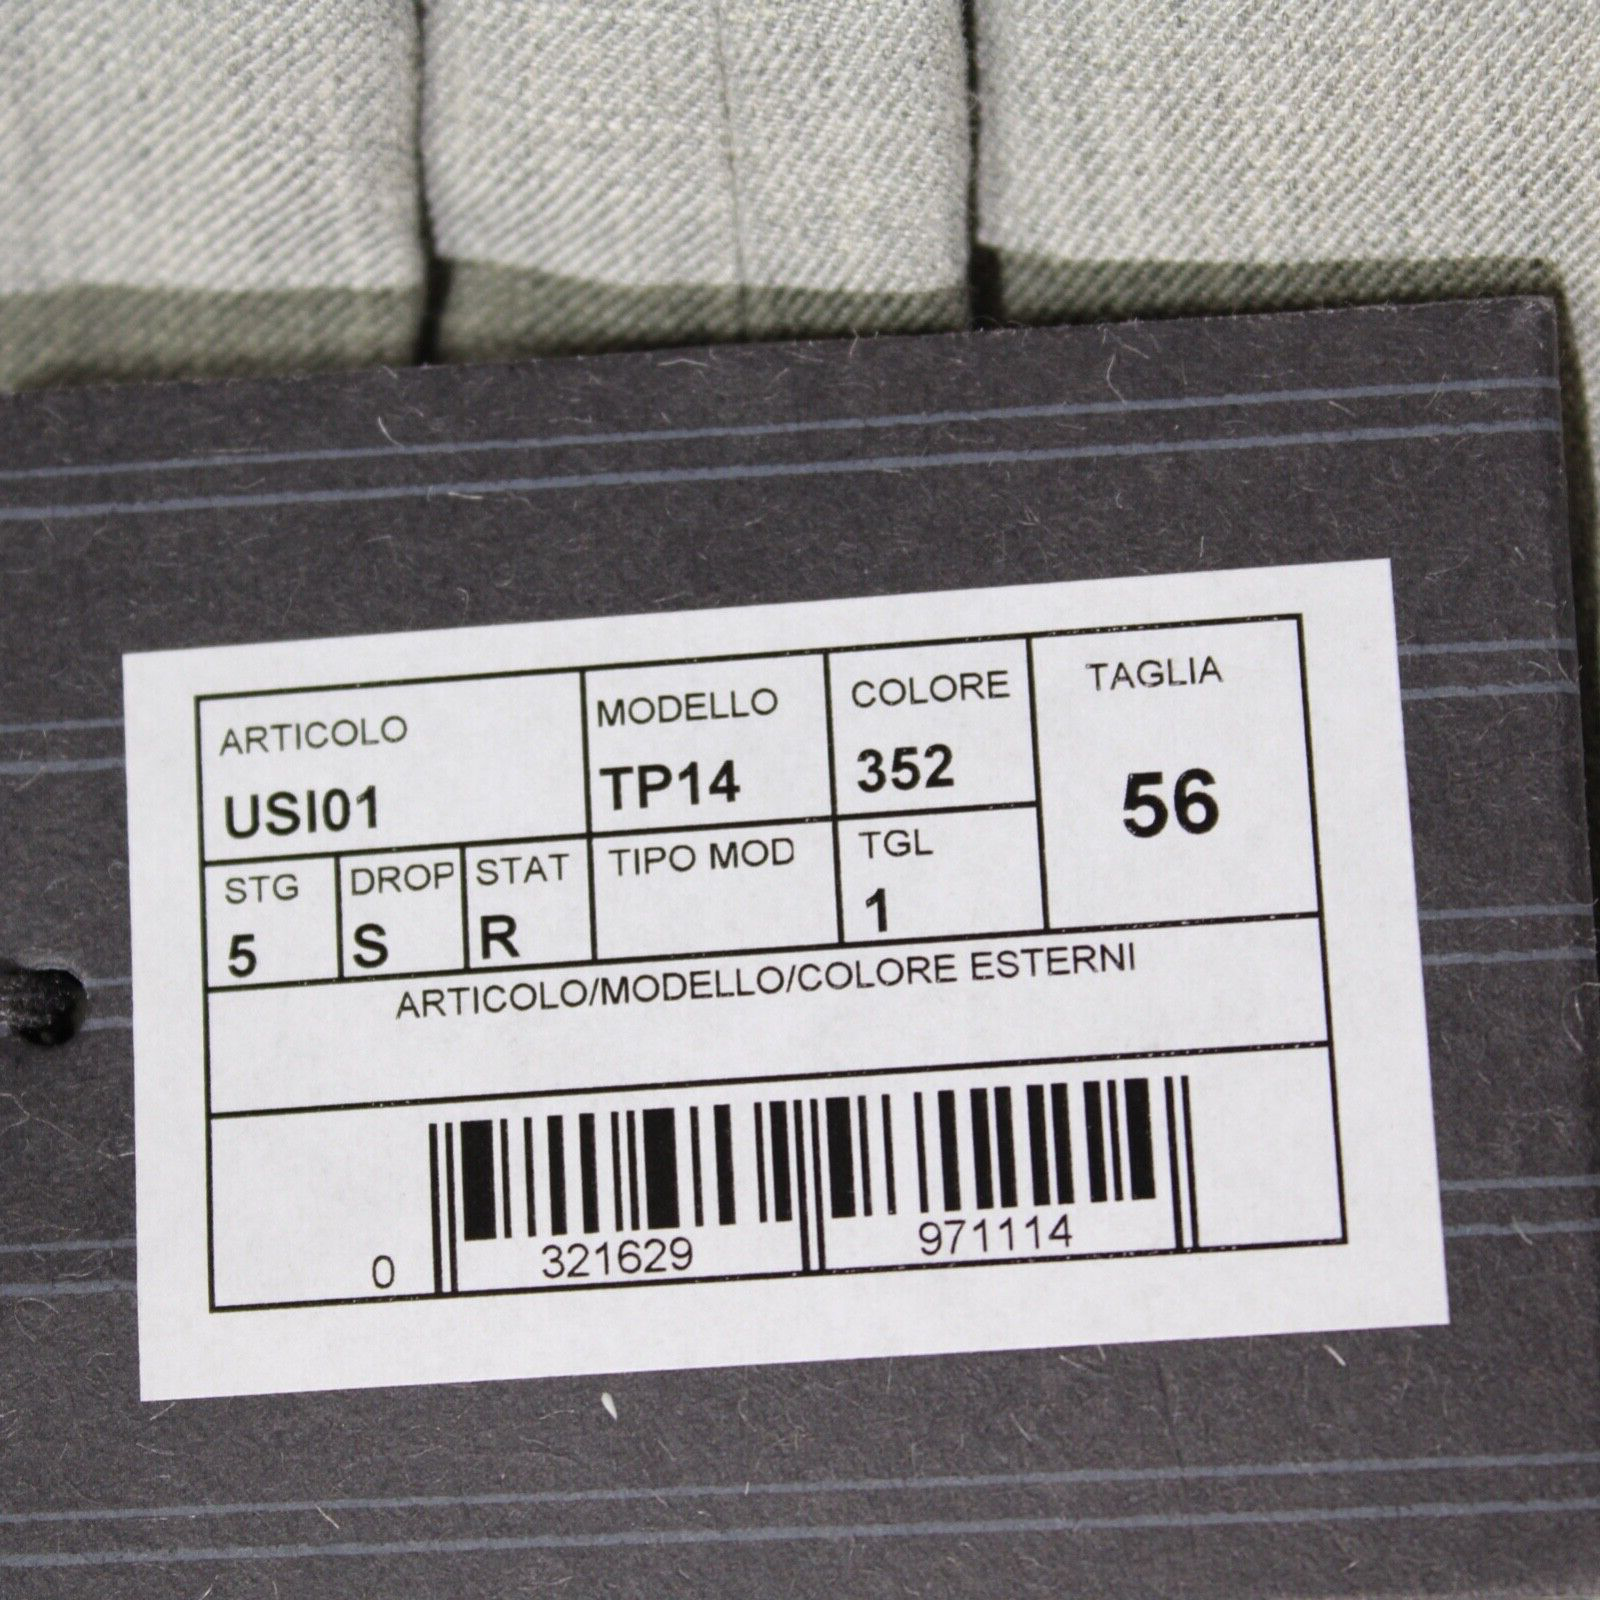 ARTICOLO MODELLO COLORE TAGLIA
USI01 TP14 352 56
STG DROP STAT TIPO MOD TGL
5 S R 1
ARTICOLO/MODELLO/COLORE ESTERNI
0 321629 971114